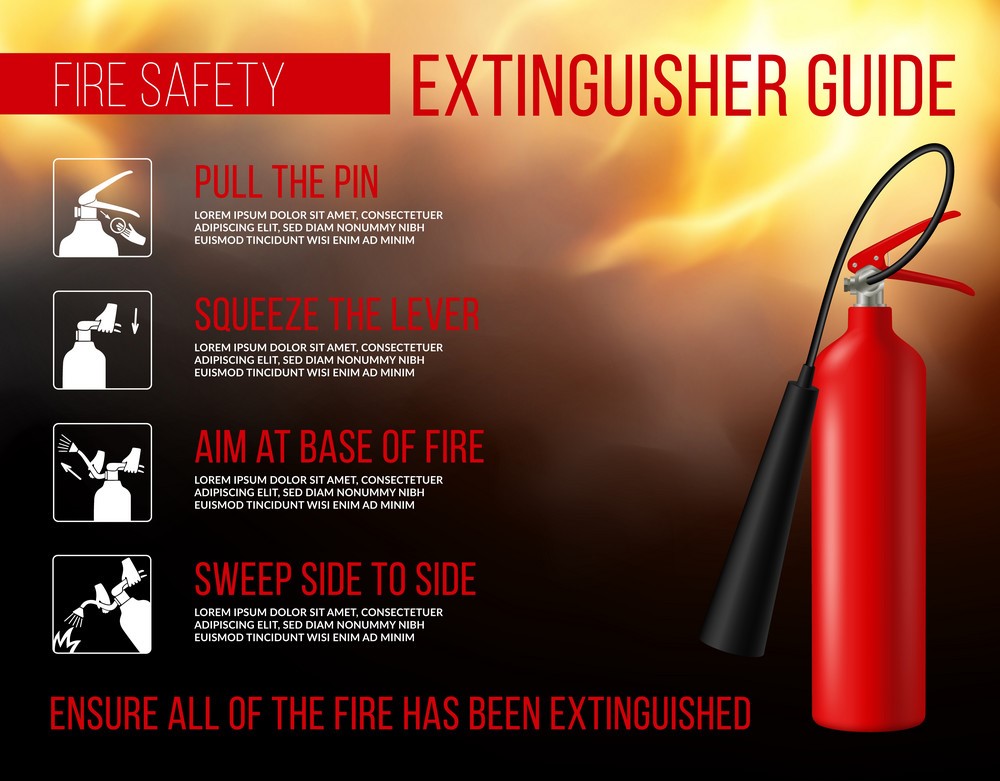 FIRE SAFETY
EXTINGUISHER GUIDE
PULL THE PIN
LOREM IPSUM DOLOR SIT AMET, CONSECTETUER
ADIPISCING ELIT, SED DIAM NONUMMY NIBH
EUISMOD TINCIDUNT WISI ENIM AD MINIM
SQUEEZE THE LEVER
LOREM IPSUM DOLOR SIT AMET, CONSECTETUER
ADIPISCING ELIT, SED DIAM NONUMMY NIBH
EUISMOD TINCIDUNT WISI ENIM AD MINIM
AIM AT BASE OF FIRE
LOREM IPSUM DOLOR SIT AMET, CONSECTETUER
ADIPISCING ELIT, SED DIAM NONUMMY NIBH
EUISMOD TINCIDUNT WISI ENIM AD MINIM
SWEEP SIDE TO SIDE
LOREM IPSUM DOLOR SIT AMET, CONSECTETUER
ADIPISCING ELIT, SED DIAM NONUMMY NIBH
EUISMOD TINCIDUNT WISI ENIM AD MINIM
ENSURE ALL OF THE FIRE HAS BEEN EXTINGUISHED